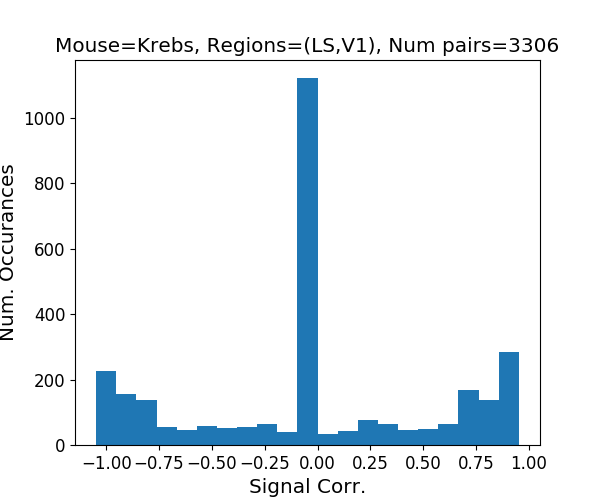 Mouse=Krebs, Regions=(LS,V1), Num pairs=3306
Num. Occurances
1000
800
600
400
200
0
−1.00 −0.75 −0.50 −0.25 0.00 0.25 0.50 0.75 1.00
Signal Corr.